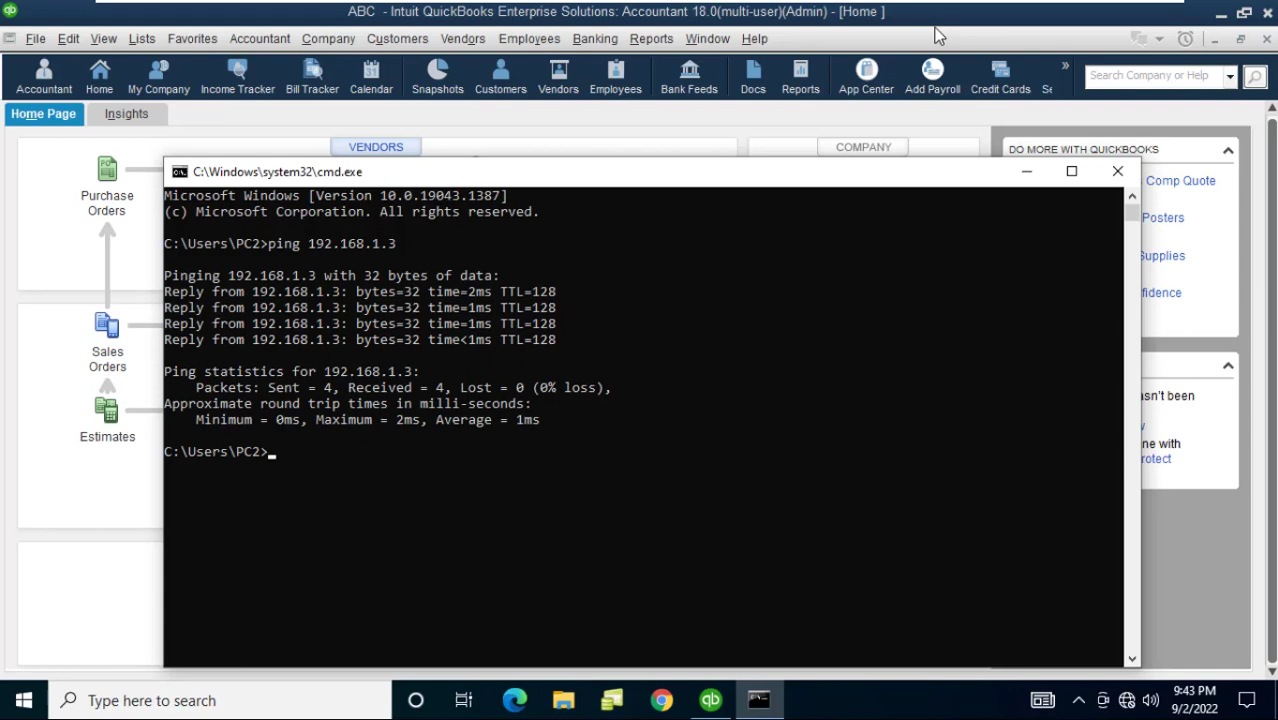 ABC - Intuit QuickBooks Enterprise Solutions: Accountant 18.0(multi-user)(Admin) - [Home ]
File Edit View Lists Favorites Accountant Company Customers Vendors Employees Banking Reports Window Help
Accountant Home My Company Income Tracker Bill Tracker Calendar Snapshots Customers Vendors Employees Bank Feeds Docs Reports App Center Add Payroll Credit Cards Se » Search Company or Help
Home Page Insights
VENDORS
COMPANY
DO MORE WITH QUICKBOOKS
Purchase
Orders
Sales
Orders
Estimates
C:\Windows\system32\cmd.exe
Microsoft Windows [Version 10.0.19043.1387]
(c) Microsoft Corporation. All rights reserved.
C:\Users\PC2>ping 192.168.1.3
Pinging 192.168.1.3 with 32 bytes of data:
Reply from 192.168.1.3: bytes=32 time=2ms TTL=128
Reply from 192.168.1.3: bytes=32 time=1ms TTL=128
Reply from 192.168.1.3: bytes=32 time=1ms TTL=128
Reply from 192.168.1.3: bytes=32 time<1ms TTL=128
Ping statistics for 192.168.1.3:
Packets: Sent = 4, Received = 4, Lost = 0 (0% loss),
Approximate round trip times in milli-seconds:
Minimum = 0ms, Maximum = 2ms, Average = 1ms
C:\Users\PC2>
Comp Quote
Posters
Supplies
fidence
sn't been
ne with
otect
Type here to search
9:43 PM
9/2/2022